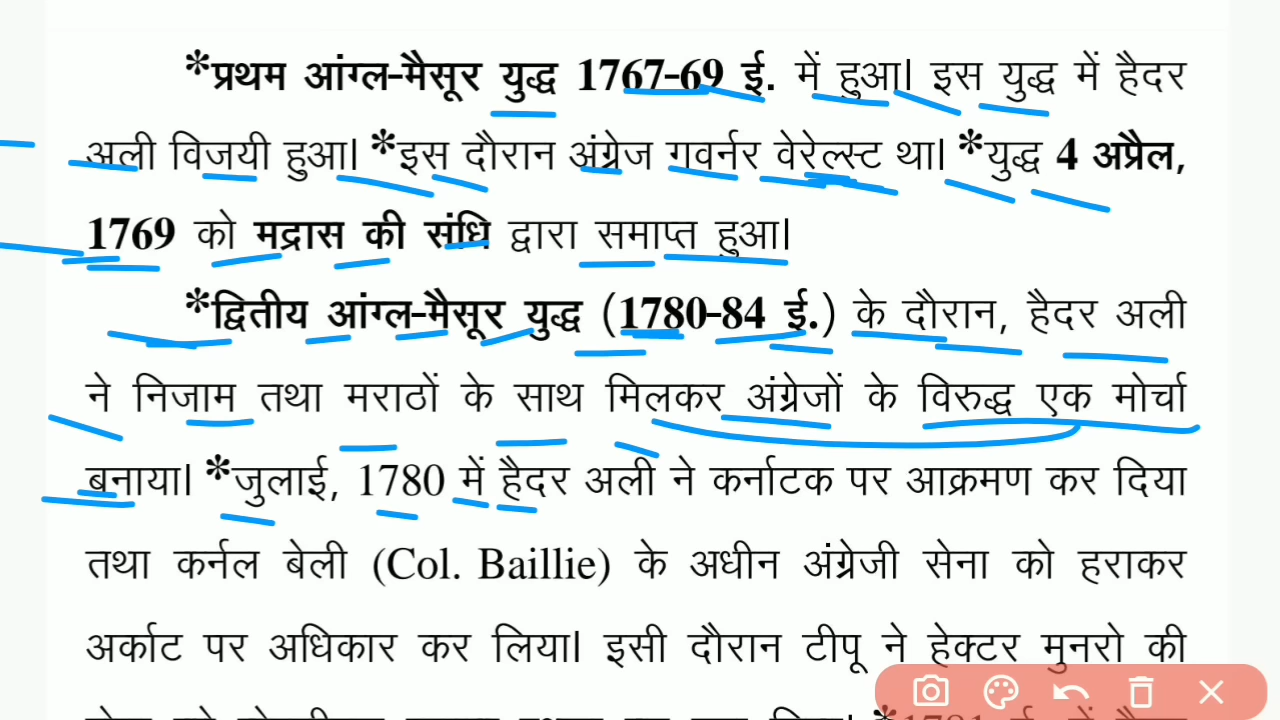 *प्रथम आंग्ल-मैसूर युद्ध 1767-69 ई. में हुआ। इस युद्ध में हैदर
अली विजयी हुआ। *इस दौरान अंग्रेज गवर्नर वेरेल्स्ट था। *युद्ध 4 अप्रैल,
1769 को मद्रास की संधि द्वारा समाप्त हुआ।
*द्वितीय आंग्ल-मैसूर युद्ध (1780-84 ई.) के दौरान, हैदर अली
ने निजाम तथा मराठों के साथ मिलकर अंग्रेजों के विरुद्ध एक मोर्चा
बनाया। *जुलाई, 1780 में हैदर अली ने कर्नाटक पर आक्रमण कर दिया
तथा कर्नल बेली (Col. Baillie) के अधीन अंग्रेजी सेना को हराकर
अर्काट पर अधिकार कर लिया। इसी दौरान टीपू ने हेक्टर मुनरो की